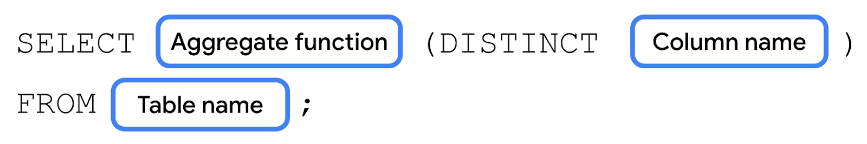 SELECT Aggregate function (DISTINCT Column name )
FROM Table name ;